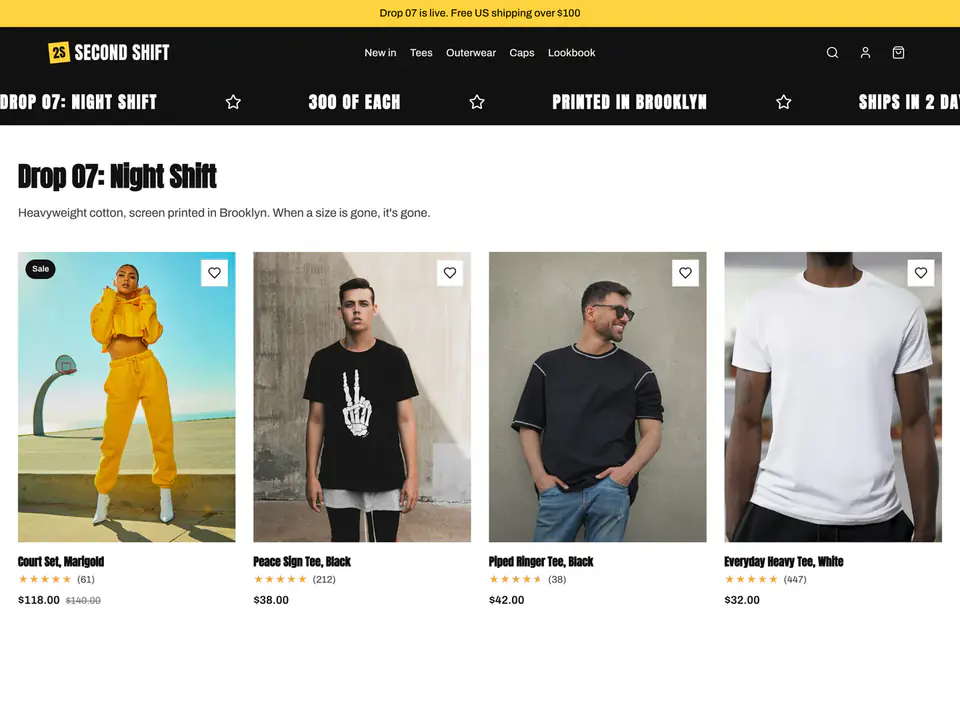 Drop 07 is live. Free US shipping over $100
2S SECOND SHIFT
New in Tees Outerwear Caps Lookbook
DROP 07: NIGHT SHIFT 300 OF EACH PRINTED IN BROOKLYN SHIPS IN 2 DA
Drop 07: Night Shift
Heavyweight cotton, screen printed in Brooklyn. When a size is gone, it's gone.
Sale
Court Set, Marigold
(61)
$118.00 $140.00
Peace Sign Tee, Black
(212)
$38.00
Piped Ringer Tee, Black
(38)
$42.00
Everyday Heavy Tee, White
(447)
$32.00